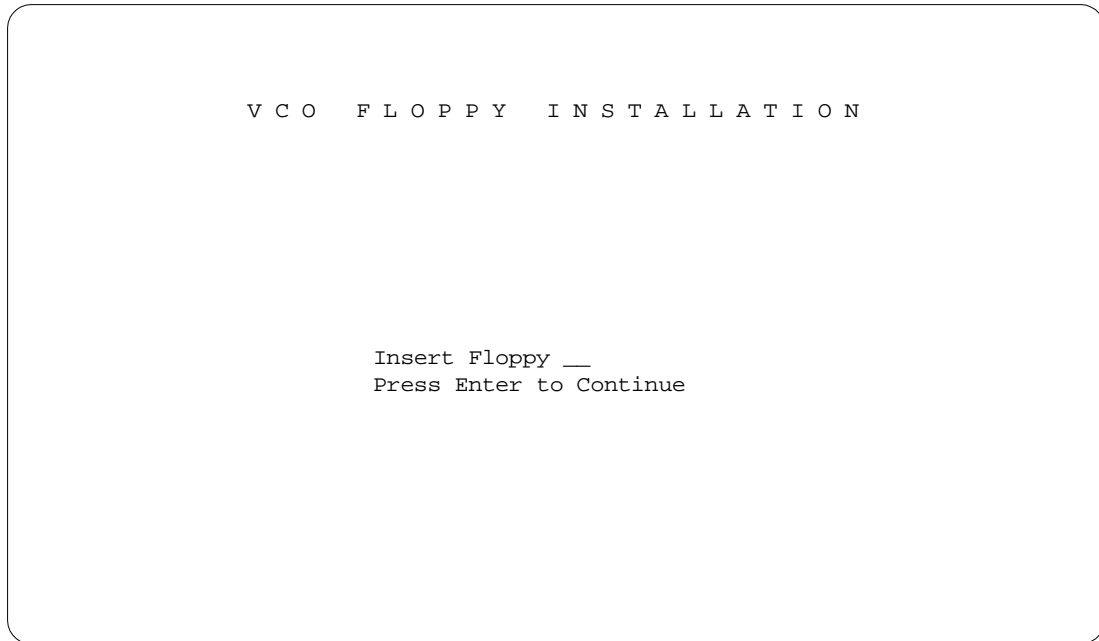 V C O F L O P P Y I N S T A L L A T I O N
Insert Floppy __
Press Enter to Continue